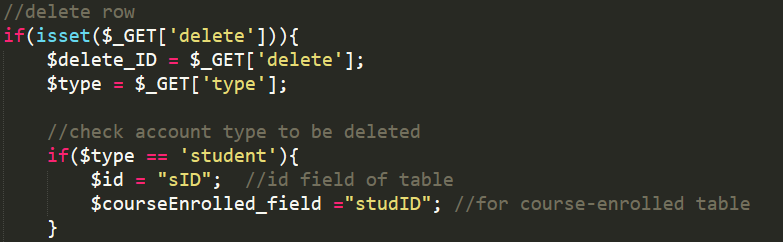 //delete row
if(isset($_GET['delete'])){
    $delete_ID = $_GET['delete'];
    $type = $_GET['type'];
    //check account type to be deleted
    if($type == 'student'){
        $id = "sID";  //id field of table
        $courseEnrolled_field ="studID"; //for course-enrolled table
    }